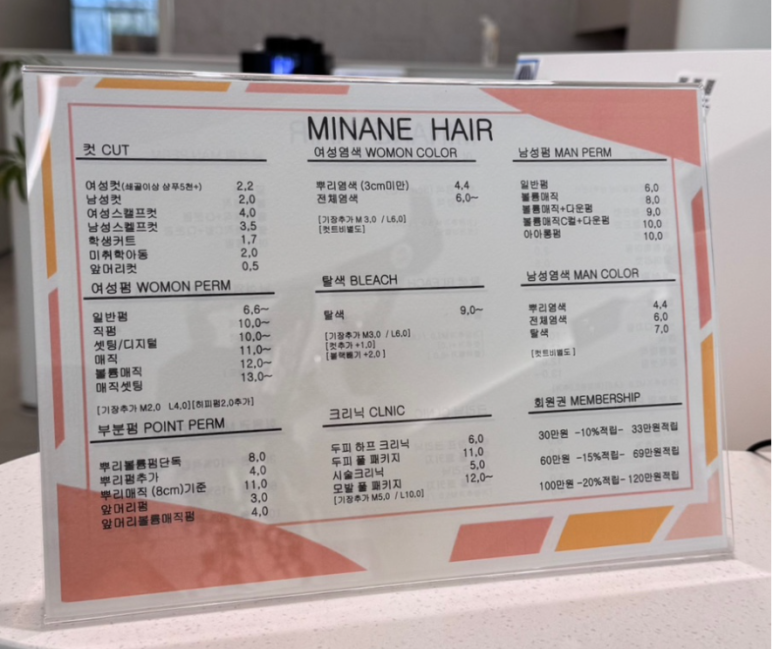 MINANE HAIR
컷 CUT
여성컷(쇄골이상 샴푸5천+) 2,2
남성컷 2,0
여성스캘프컷 4,0
남성스캘프컷 3,5
학생커트 1,7
미취학아동 2,0
앞머리컷 0,5
여성펌 WOMON PERM
일반펌 6,6~
직펌 10,0~
셋팅/디지털 10,0~
매직 11,0~
볼륨매직 12,0~
매직셋팅 13,0~
[기장추가 M2,0 L4,0][히피펌2,0추가]
부분펌 POINT PERM
뿌리볼륨펌단독 8,0
뿌리펌추가 4,0
뿌리매직 (8cm)기준 11,0
앞머리펌 3,0
앞머리볼륨매직펌 4,0
여성염색 WOMON COLOR
뿌리염색 (3cm미만) 4,4
전체염색 6,0~
[기장추가 M 3,0 / L6,0]
[컷트비별도]
탈색 BLEACH
탈색 9,0~
[기장추가 M3,0 / L6,0]
[컷추가 +1,0]
[블랙빼기 +2,0 ]
크리닉 CLNIC
두피 하프 크리닉 6,0
두피 풀 패키지 11,0
시술크리닉 5,0
모발 풀 패키지 12,0~
[기장추가 M5,0 / L10,0]
남성펌 MAN PERM
일반펌 6,0
볼륨매직 8,0
볼륨매직+다운펌 9,0
볼륨매직C컬+다운펌 10,0
아이롱펌 10,0
남성염색 MAN COLOR
뿌리염색 4,4
전체염색 6,0
탈색 7,0
[컷트비별도]
회원권 MEMBERSHIP
30만원 -10%적립- 33만원적립
60만원 -15%적립- 69만원적립
100만원 -20%적립- 120만원적립